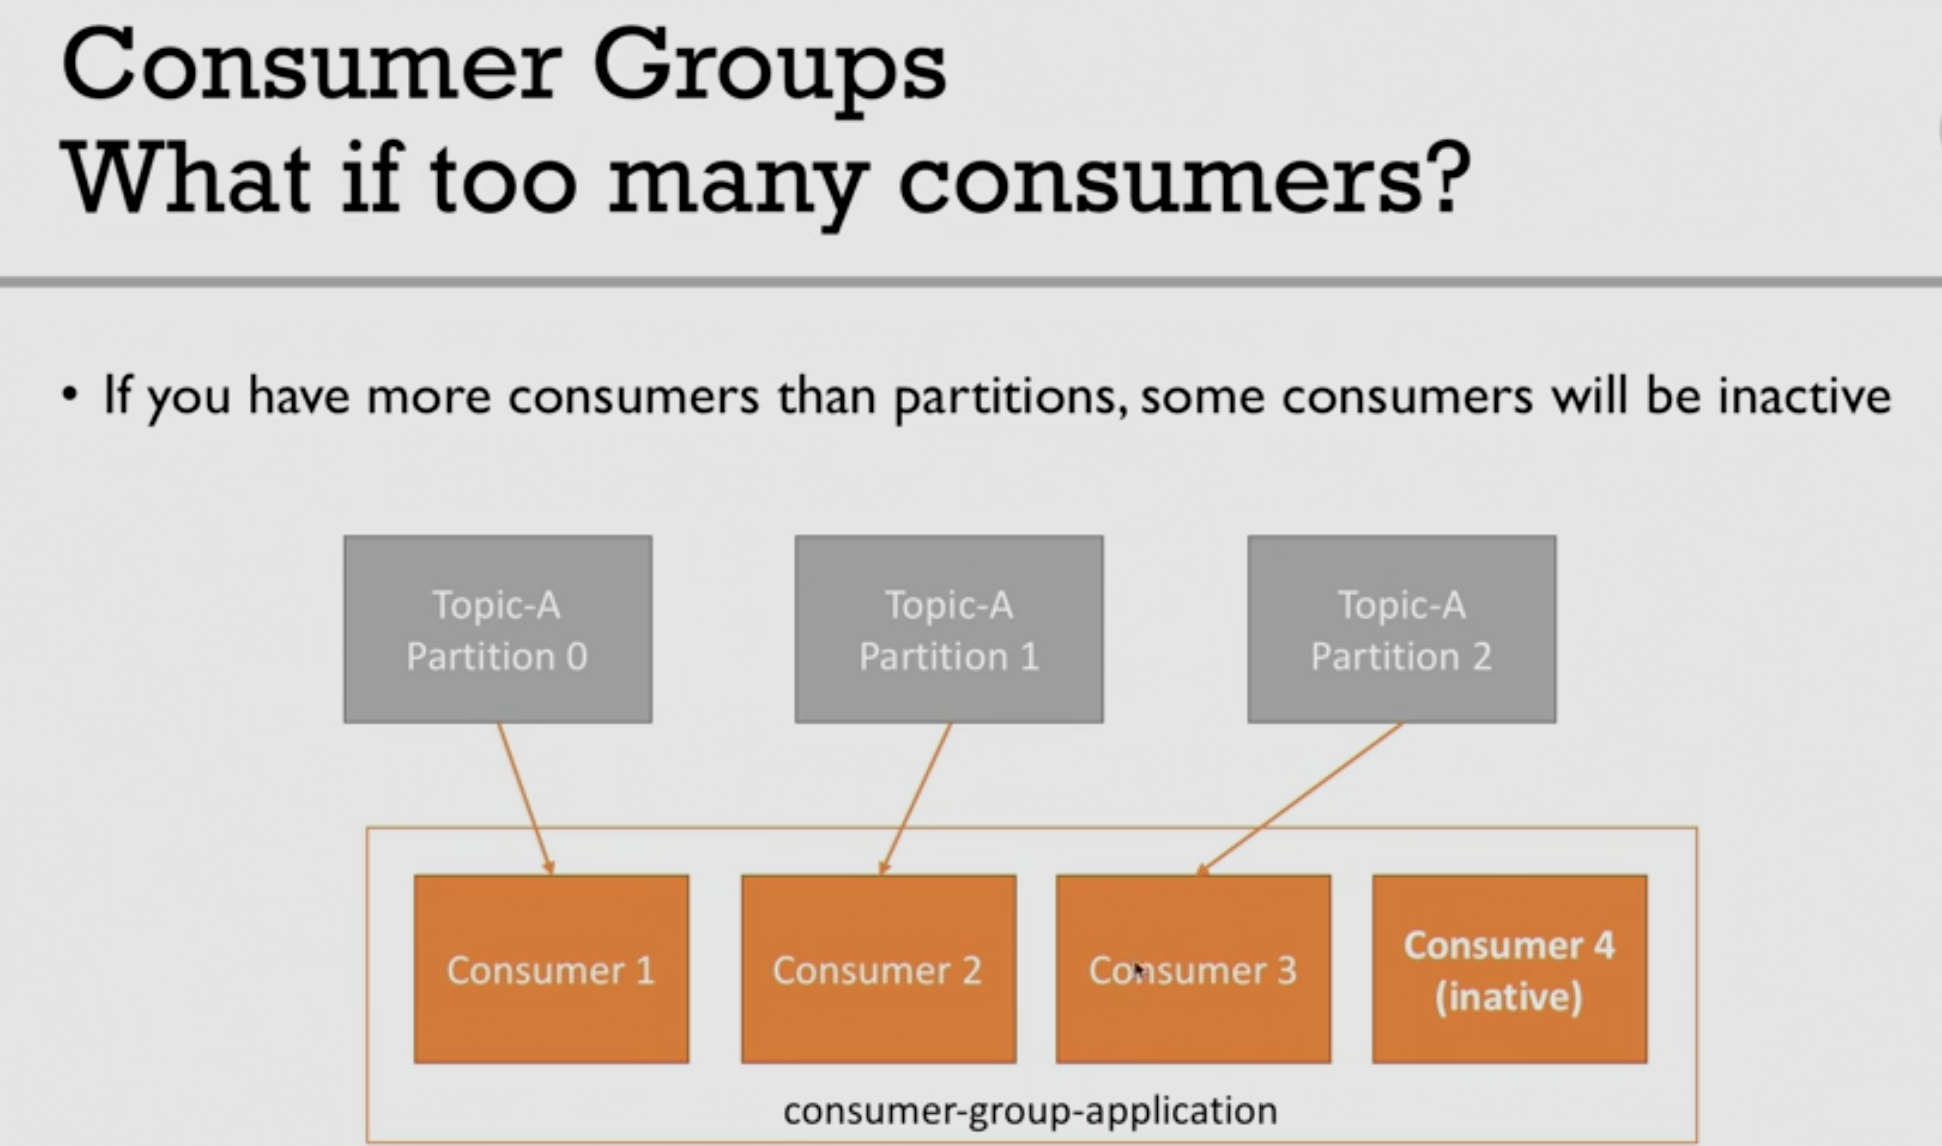 Consumer Groups
What if too many consumers?
• If you have more consumers than partitions, some consumers will be inactive
Topic-A
Partition 0
Topic-A
Partition 1
Topic-A
Partition 2
Consumer 1
Consumer 2
Consumer 3
Consumer 4
(inative)
consumer-group-application